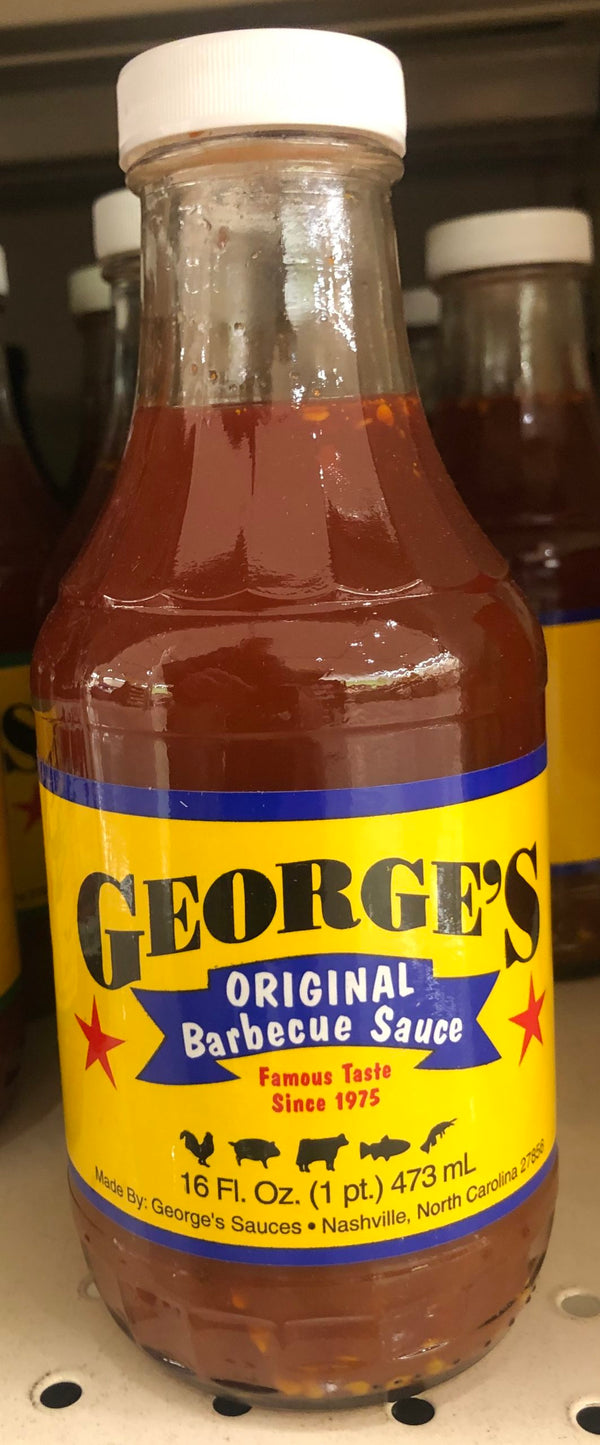 GEORGE'S
ORIGINAL
Barbecue Sauce
Famous Taste
Since 1975
16 Fl. Oz. (1 pt.) 473 mL
Made By: George's Sauces • Nashville, North Carolina 27856
S